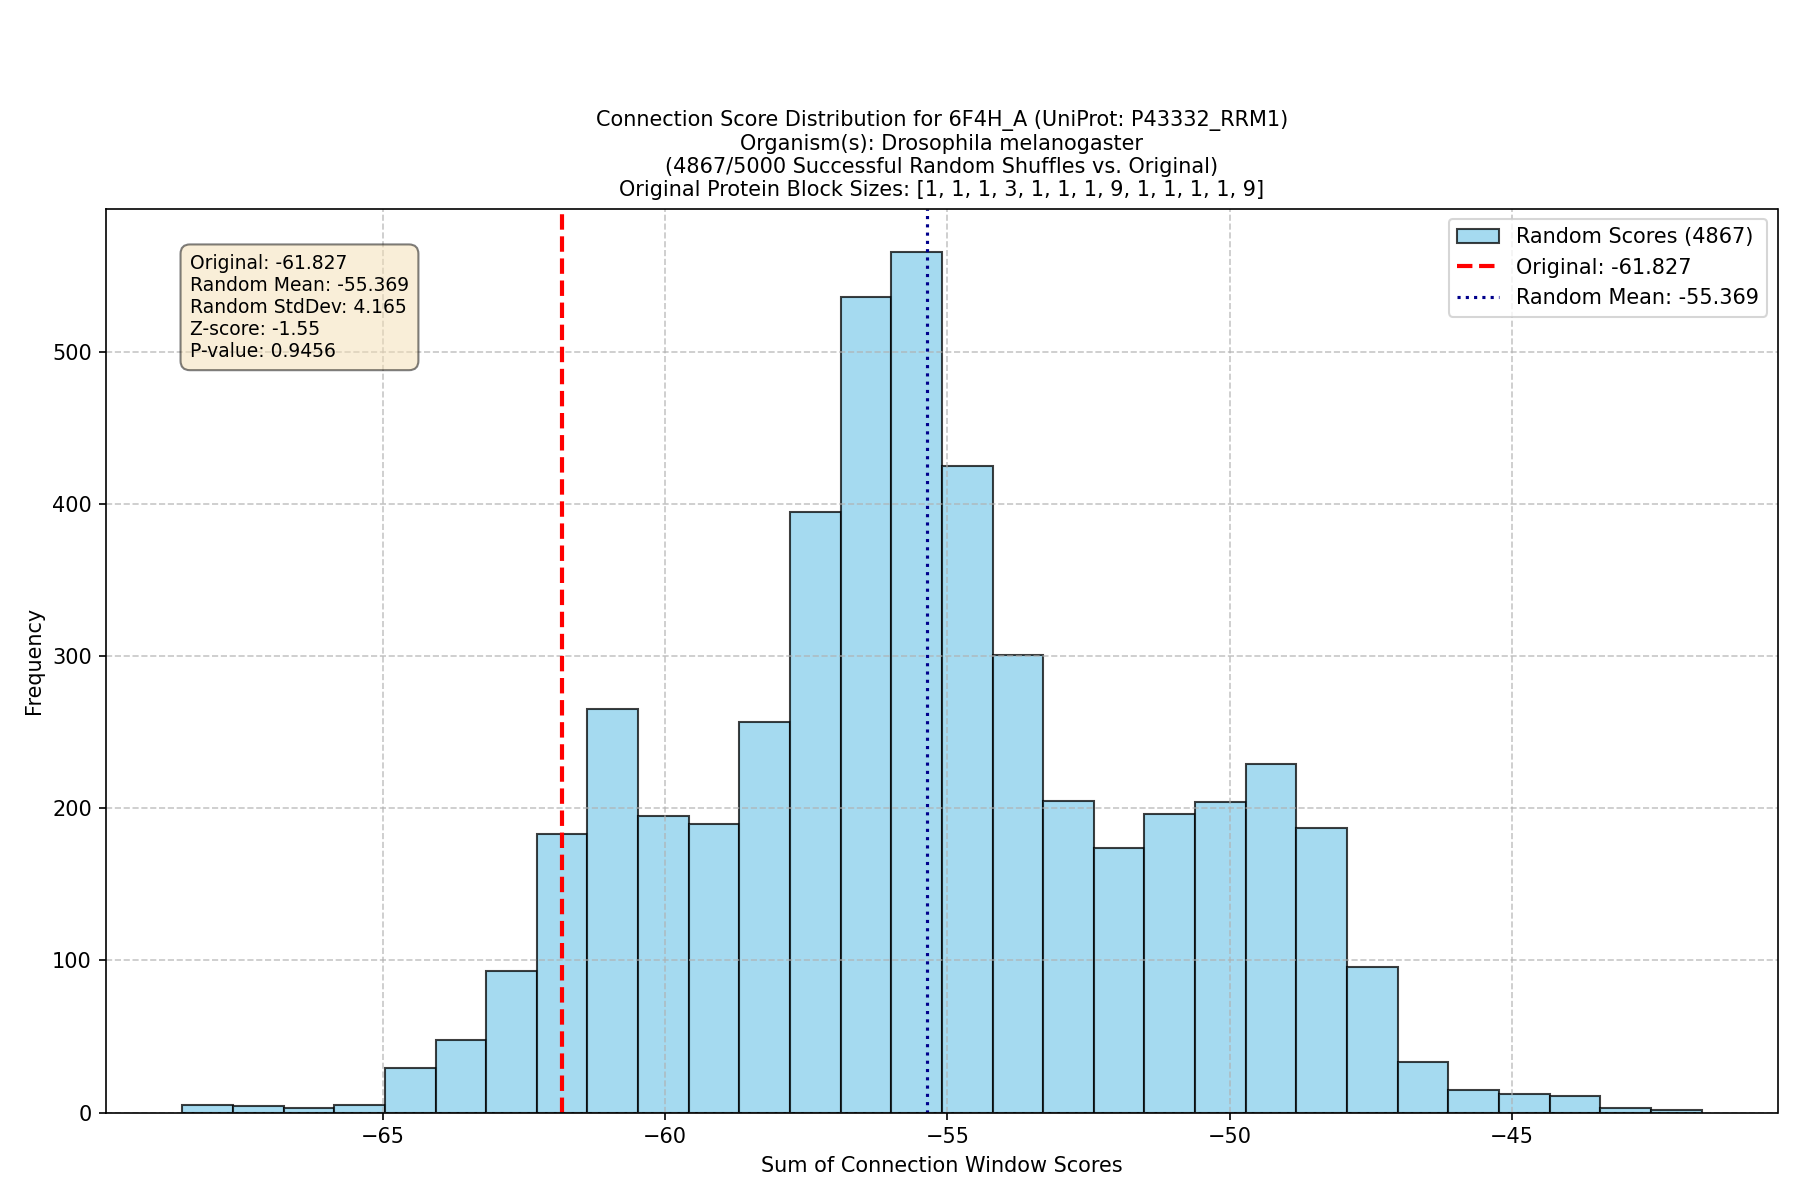 Connection Score Distribution for 6F4H_A (UniProt: P43332_RRM1)
Organism(s): Drosophila melanogaster
(4867/5000 Successful Random Shuffles vs. Original)
Original Protein Block Sizes: [1, 1, 1, 3, 1, 1, 1, 9, 1, 1, 1, 1, 9]
Original: -61.827
Random Mean: -55.369
Random StdDev: 4.165
Z-score: -1.55
P-value: 0.9456
Random Scores (4867)
Original: -61.827
Random Mean: -55.369
Frequency
500
400
300
200
100
0
−65 −60 −55 −50 −45
Sum of Connection Window Scores